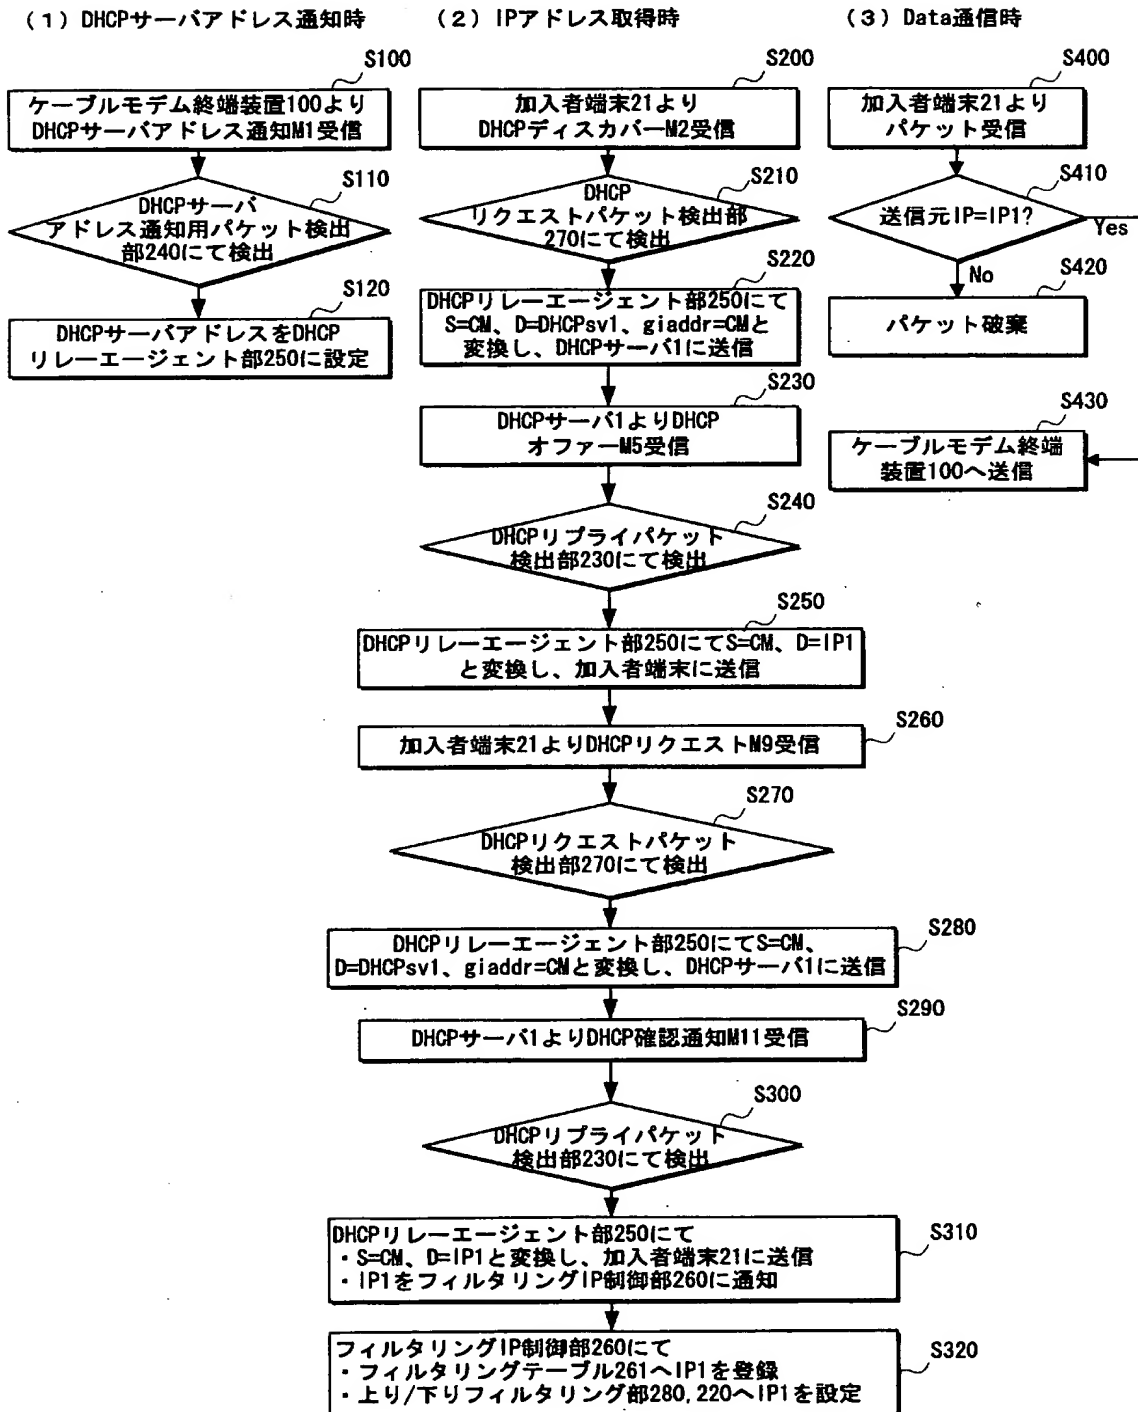 (1) DHCPサーバアドレス通知時
S100
ケーブルモデム終端装置100より
DHCPサーバアドレス通知M1受信
S110
DHCPサーバ
アドレス通知用パケット検出
部240にて検出
S120
DHCPサーバアドレスをDHCP
リレーエージェント部250に設定
(2) IPアドレス取得時
S200
加入者端末21より
DHCPディスカバーM2受信
S210
DHCP
リクエストパケット検出部
270にて検出
S220
DHCPリレーエージェント部250にて
S=CM、D=DHCPsv1、giaddr=CMと
変換し、DHCPサーバ1に送信
S230
DHCPサーバ1よりDHCP
オファーM5受信
S240
DHCPリプライパケット
検出部230にて検出
S250
DHCPリレーエージェント部250にてS=CM、D=IP1
と変換し、加入者端末に送信
S260
加入者端末21よりDHCPリクエストM9受信
S270
DHCPリクエストパケット
検出部270にて検出
S280
DHCPリレーエージェント部250にてS=CM、
D=DHCPsv1、giaddr=CMと変換し、DHCPサーバ1に送信
S290
DHCPサーバ1よりDHCP確認通知M11受信
S300
DHCPリプライパケット
検出部230にて検出
S310
DHCPリレーエージェント部250にて
・S=CM、D=IP1と変換し、加入者端末21に送信
・IP1をフィルタリングIP制御部260に通知
S320
フィルタリングIP制御部260にて
・フィルタリングテーブル261へIP1を登録
・上り/下りフィルタリング部280,220へIP1を設定
(3) Data通信時
S400
加入者端末21より
パケット受信
S410
送信元IP=IP1?
Yes
No
S420
パケット破棄
S430
ケーブルモデム終端
装置100へ送信